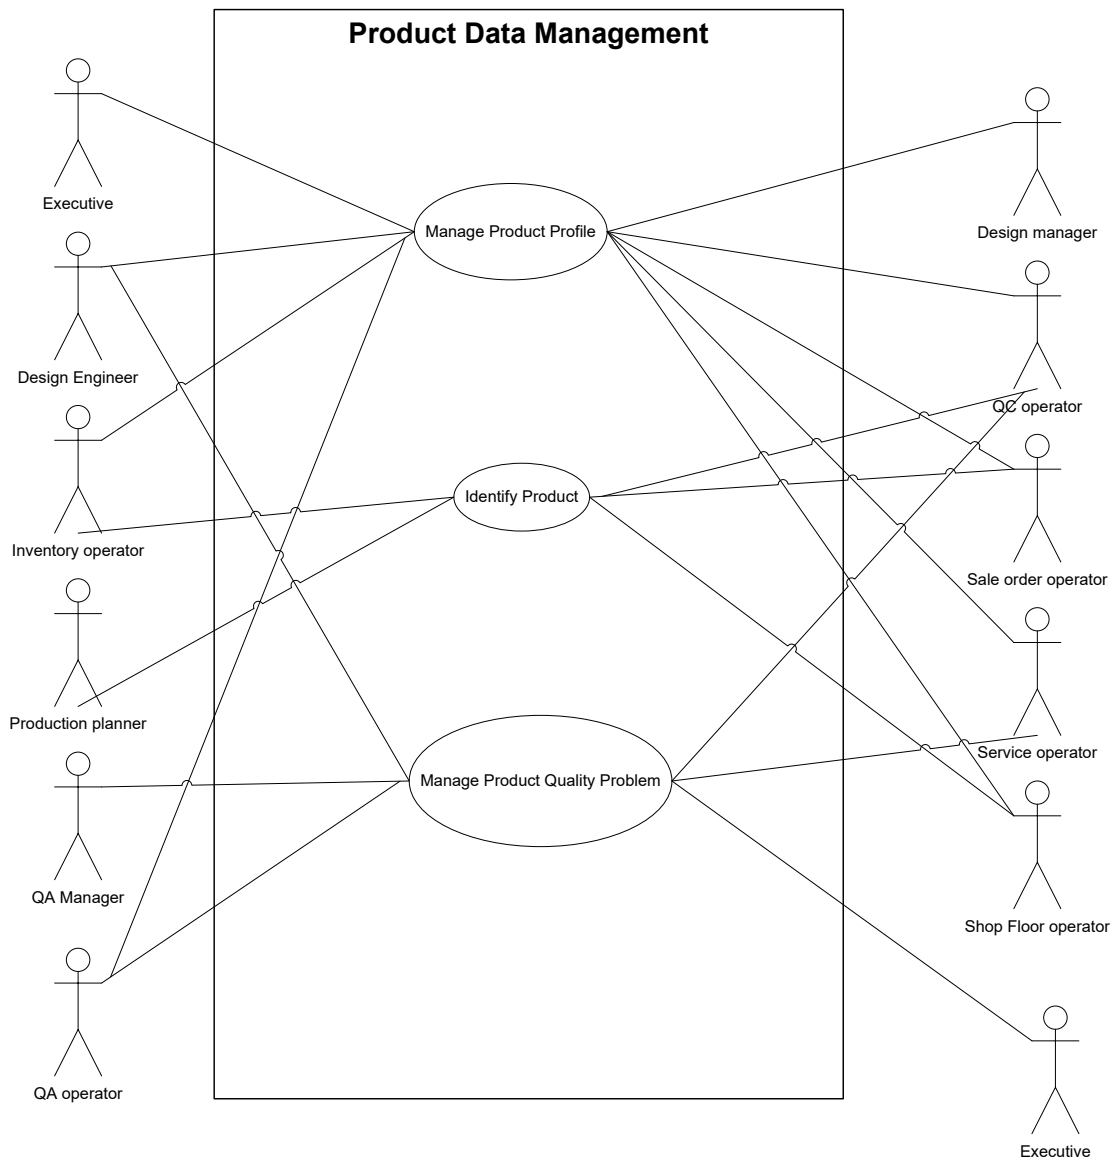 Product Data Management
Executive
Design manager
Manage Product Profile
Design Engineer
QC operator
Identify Product
Inventory operator
Sale order operator
Production planner
Service operator
Manage Product Quality Problem
QA Manager
Shop Floor operator
QA operator
Executive